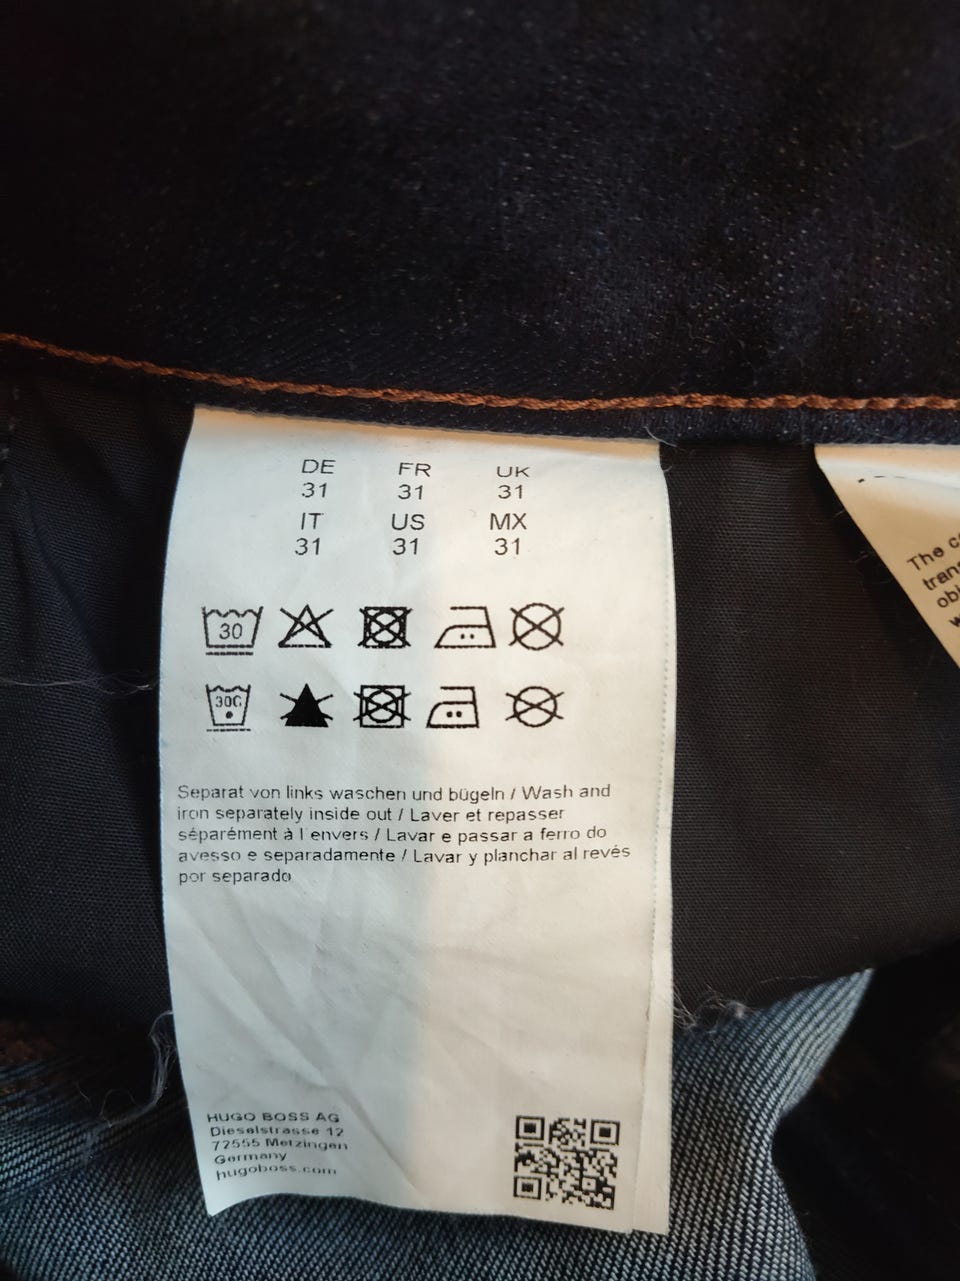 DE FR UK
31 31 31
IT US MX
31 31 31
30
30C
Separat von links waschen und bügeln / Wash and
iron separately inside out / Laver et repasser
séparément à l envers / Lavar e passar a ferro do
avesso e separadamente / Lavar y planchar al revés
por separado
HUGO BOSS AG
Dieselstrasse 12
72555 Metzingen
Germany
hugoboss.com
The